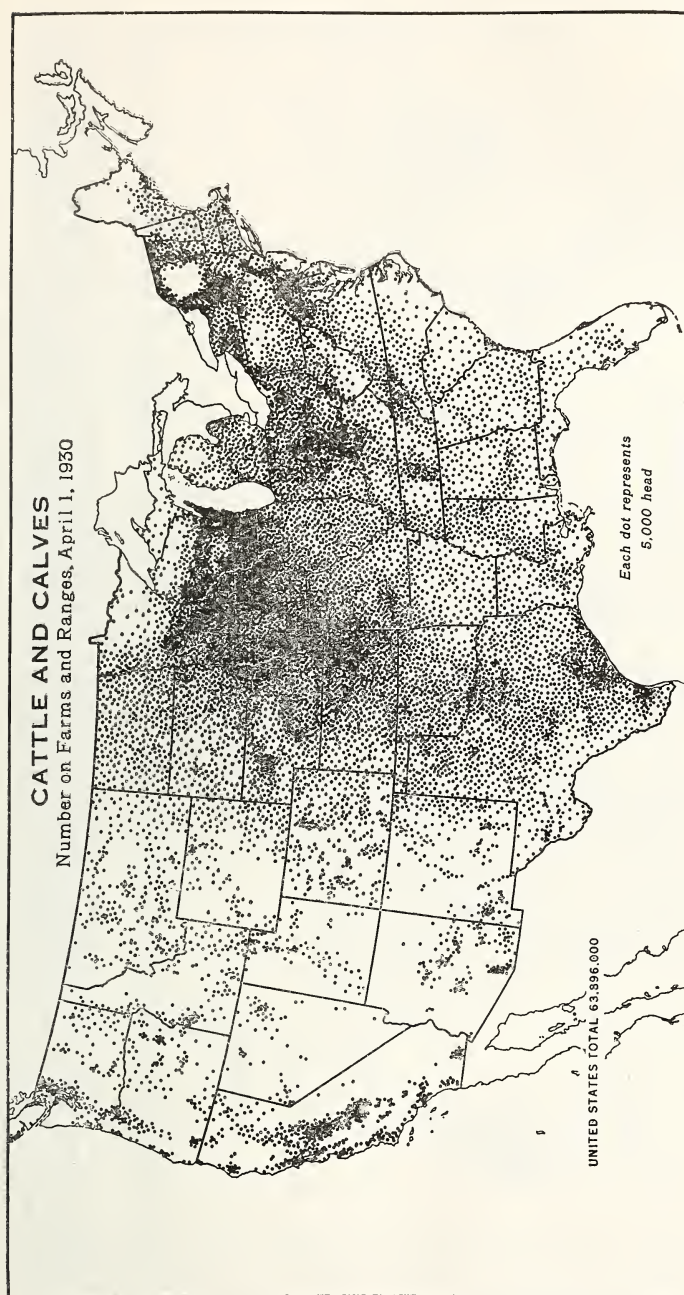 CATTLE AND CALVES
Number on Farms and Ranges, April 1, 1930
Each dot represents
5,000 head
UNITED STATES TOTAL 63,896,000